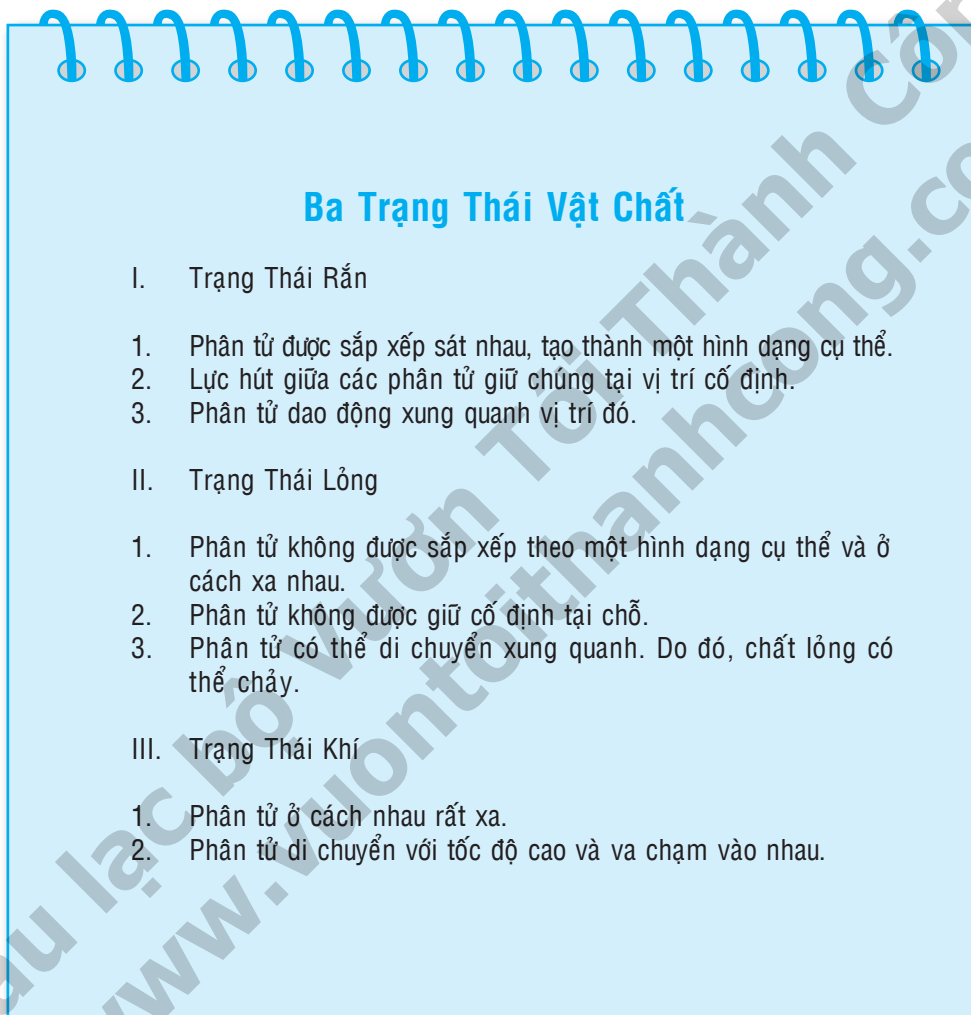 Ba Trạng Thái Vật Chất
I. Trạng Thái Rắn
1. Phân tử được sắp xếp sát nhau, tạo thành một hình dạng cụ thể.
2. Lực hút giữa các phân tử giữ chúng tại vị trí cố định.
3. Phân tử dao động xung quanh vị trí đó.
II. Trạng Thái Lỏng
1. Phân tử không được sắp xếp theo một hình dạng cụ thể và ở
cách xa nhau.
2. Phân tử không được giữ cố định tại chỗ.
3. Phân tử có thể di chuyển xung quanh. Do đó, chất lỏng có
thể chảy.
III. Trạng Thái Khí
1. Phân tử ở cách nhau rất xa.
2. Phân tử di chuyển với tốc độ cao và va chạm vào nhau.
lạc bộ Vươn Tới Thành
www.vuontoithanhcong.co